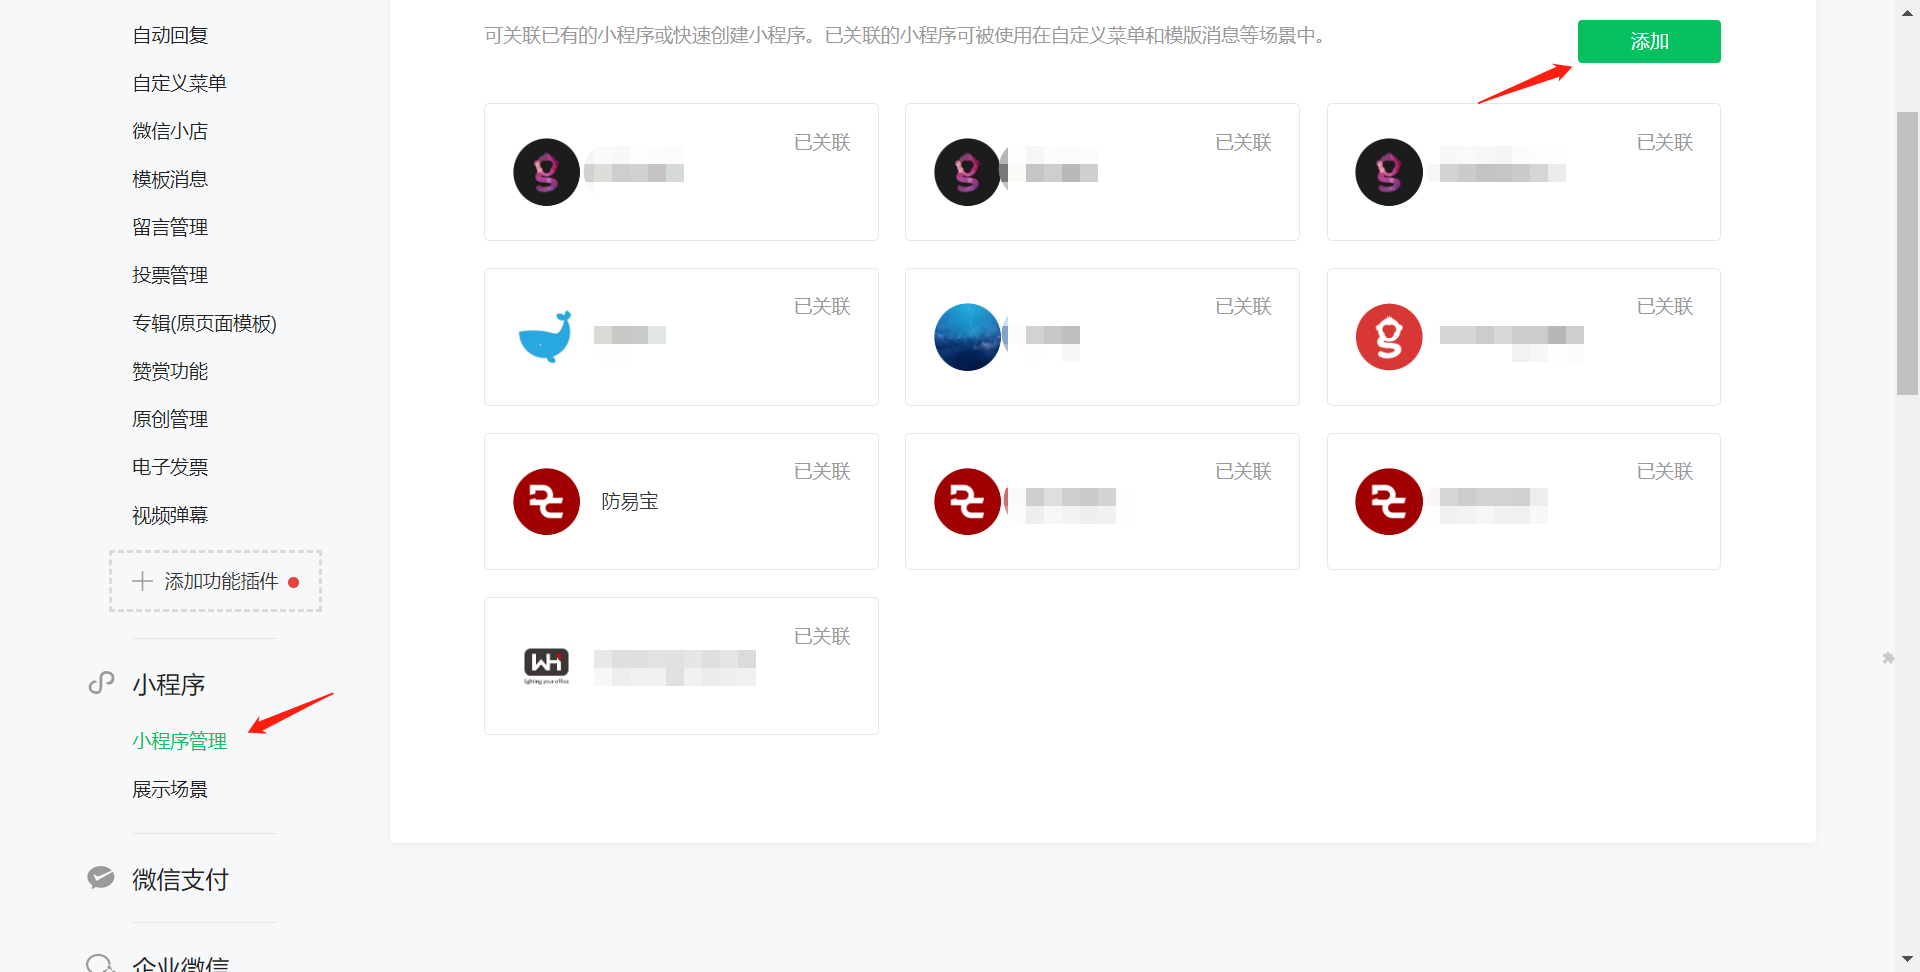 自动回复
自定义菜单
微信小店
模板消息
留言管理
投票管理
专辑(原页面模板)
赞赏功能
原创管理
电子发票
视频弹幕
添加功能插件
小程序
小程序管理
展示场景
微信支付
企业微信
可关联已有的小程序或快速创建小程序。已关联的小程序可被使用在自定义菜单和模版消息等场景中。
添加
已关联
已关联
已关联
已关联
已关联
已关联
防易宝
已关联
已关联
已关联
WH
lighting your office
已关联